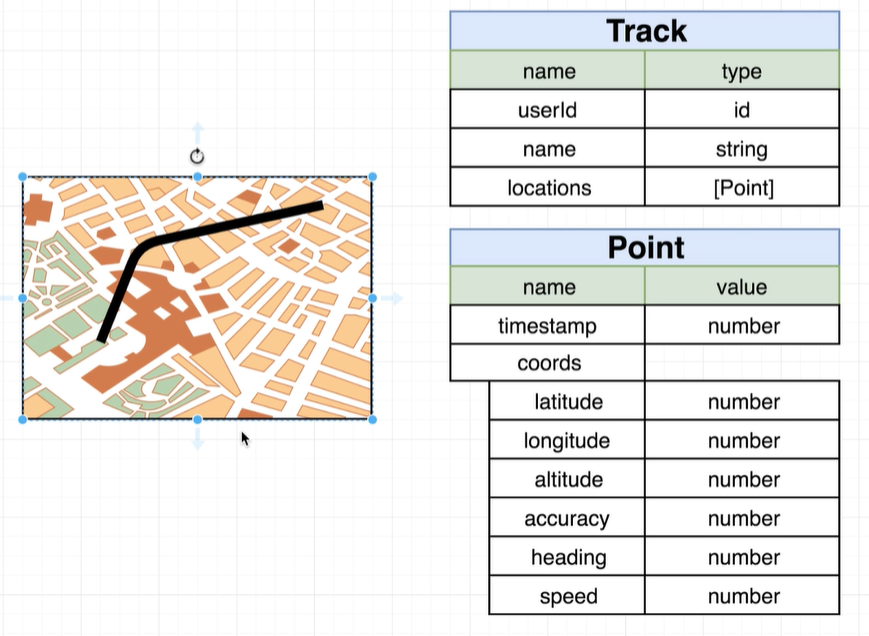 Track
name type
userId id
name string
locations [Point]
Point
name value
timestamp number
coords
latitude number
longitude number
altitude number
accuracy number
heading number
speed number